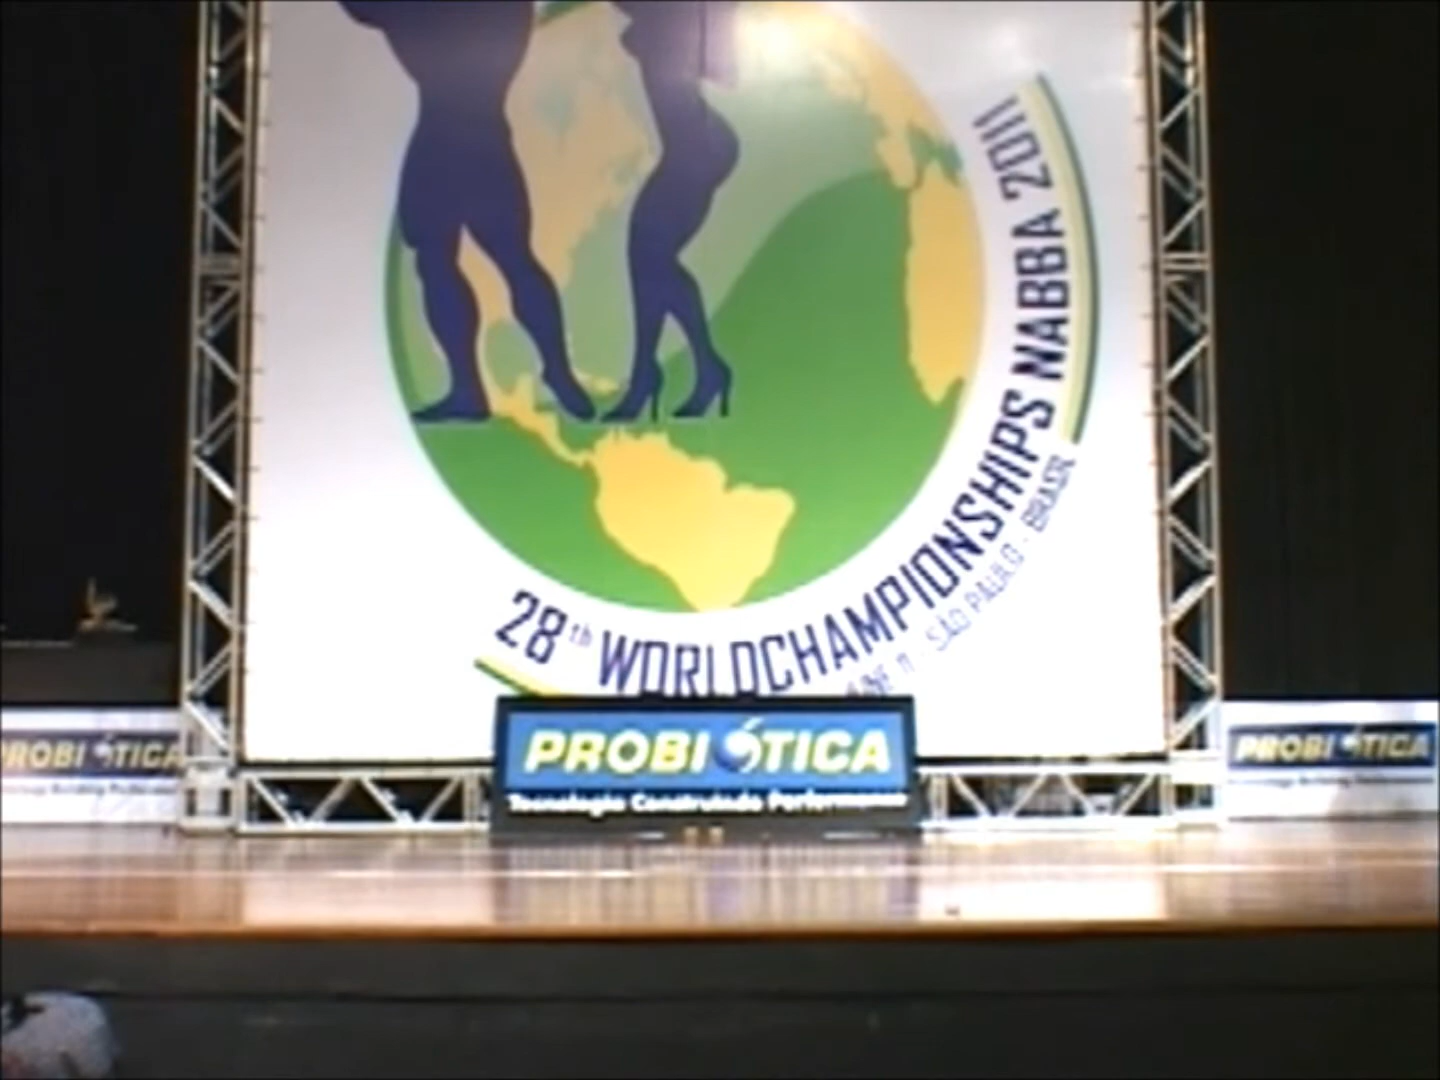 28th WORLDCHAMPIONSHIPS NABBA 2011
SÃO PAULO - BRASIL
PROBIÓTICA
Tecnologia Construindo Performance
PROBIÓTICA
PROBIÓTICA